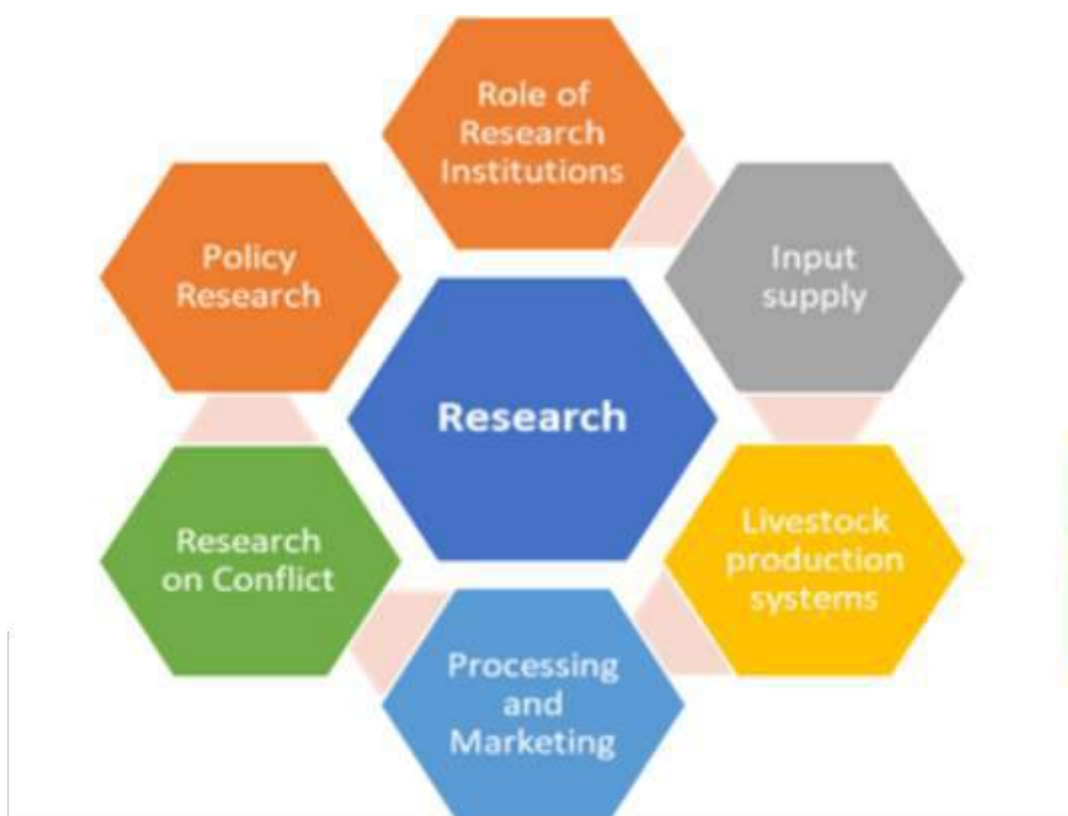 Role of
Research
Institutions
Input
supply
Livestock
production
systems
Processing
and
Marketing
Research
on Conflict
Policy
Research
Research